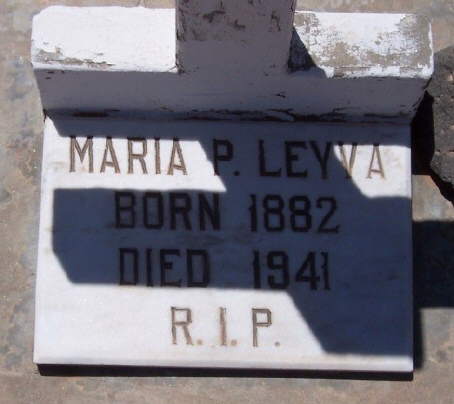 MARIA P. LEYVA
BORN 1882
DIED 1941
R.I.P.